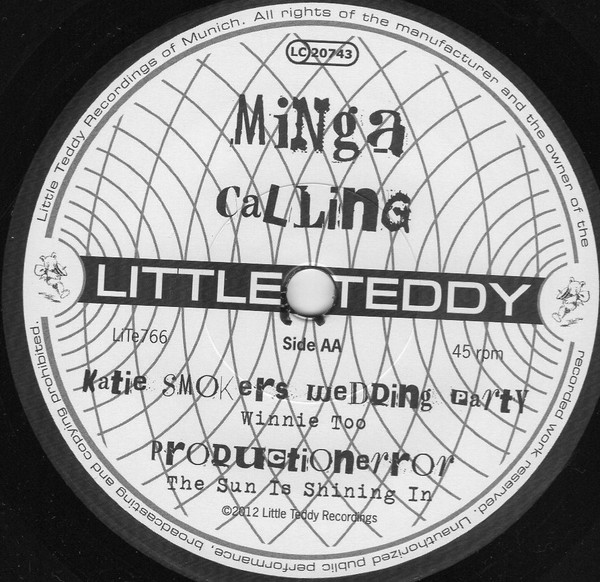 Little Teddy Recordings of Munich. All rights of the manufacturer and the owner of the recorded work reserved. Unauthorized public performance, broadcasting and copying prohibited.
LC 20743
Minga
Calling
LITTLE TEDDY
LiTe766
Side AA
45 rpm
Katie SMOKers weDDing PartY
Winnie Too
PrODUctiOnerrOr
The Sun Is Shining In
©2012 Little Teddy Recordings